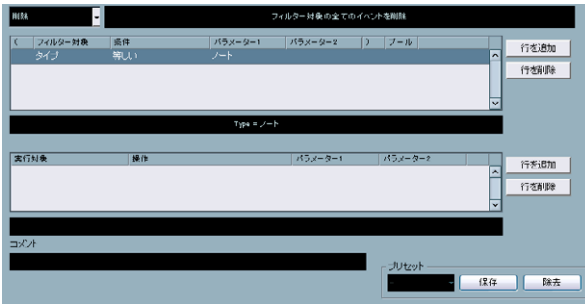 削除 フィルター対象の全てのイベントを削除
( フィルター対象 条件 パラメーター1 パラメーター2 ) ブール
タイプ 等しい ノート
行を追加
行を削除
Type = ノート
実行対象 操作 パラメーター1 パラメーター2
行を追加
行を削除
コメント
プリセット
- 保存 除去